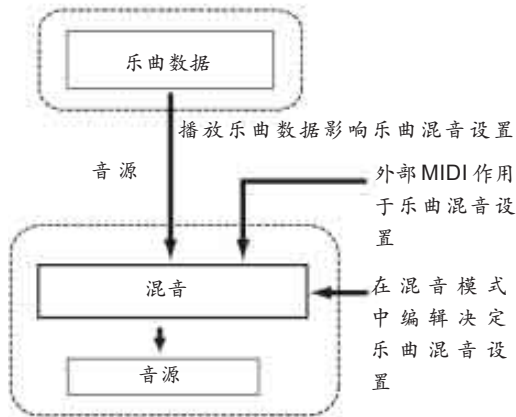 乐曲数据
播放乐曲数据影响乐曲混音设置
音源
外部MIDI作用
于乐曲混音设
置
混音
在混音模式
中编辑决定
乐曲混音设
置
音源